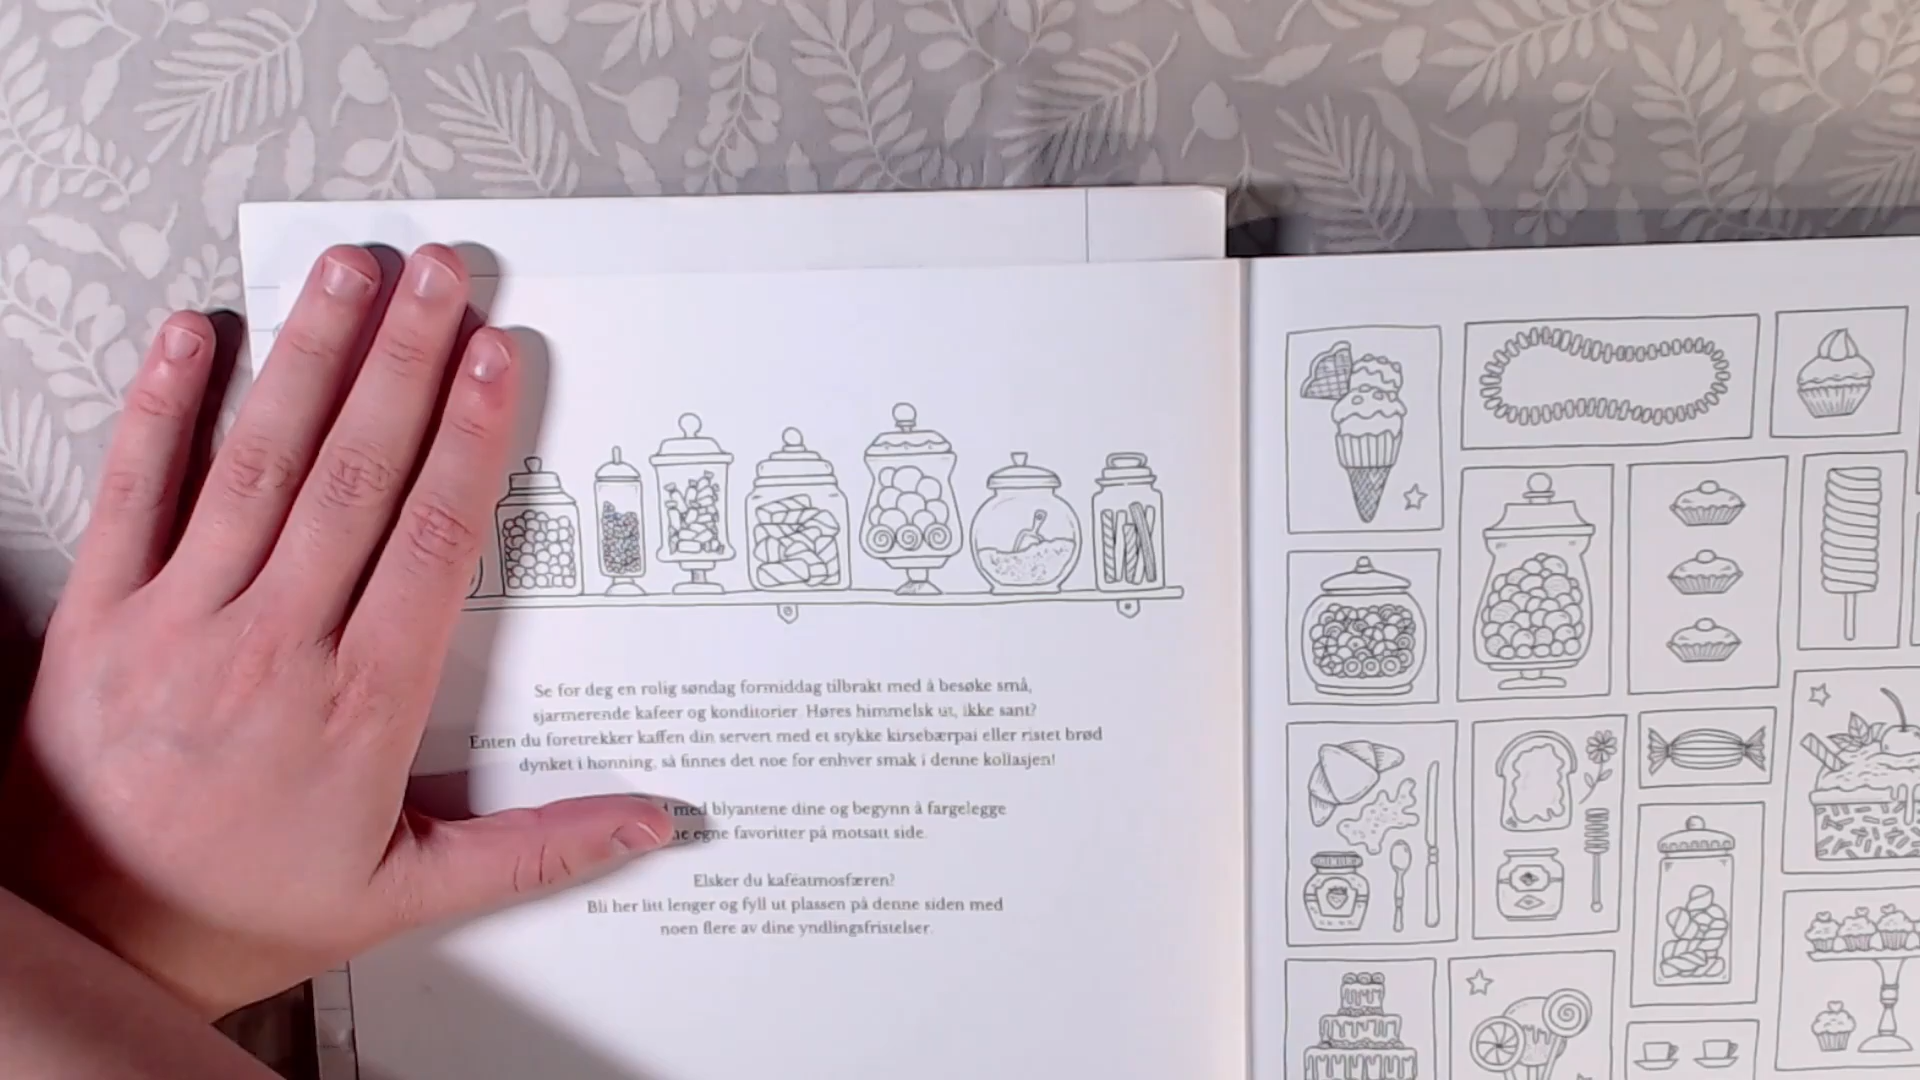 Se for deg en rolig søndag formiddag tilbrakt med å besøke små,
sjarmerende kafeer og konditorier. Høres himmelsk ut, ikke sant?
Enten du foretrekker kaffen din servert med et stykke kirsebærpai eller ristet brød
dynket i honning, så finnes det noe for enhver smak i denne kollasjen!
med blyantene dine og begynn å fargelegge
egne favoritter på motsatt side.
Elsker du kaféatmosfæren?
Bli her litt lenger og fyll ut plassen på denne siden med
noen flere av dine yndlingsfristelser.